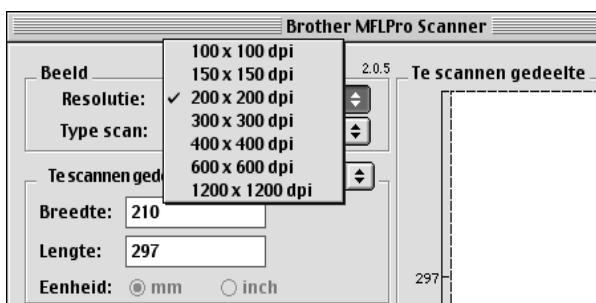 Brother MFLPro Scanner
Beeld
2.0.5
Resolutie:
100 x 100 dpi
150 x 150 dpi
✓ 200 x 200 dpi
300 x 300 dpi
400 x 400 dpi
600 x 600 dpi
1200 x 1200 dpi
Type scan:
Te scannen
Breedte: 210
Lengte: 297
Eenheid: mm inch
Te scannen gedeelte
297